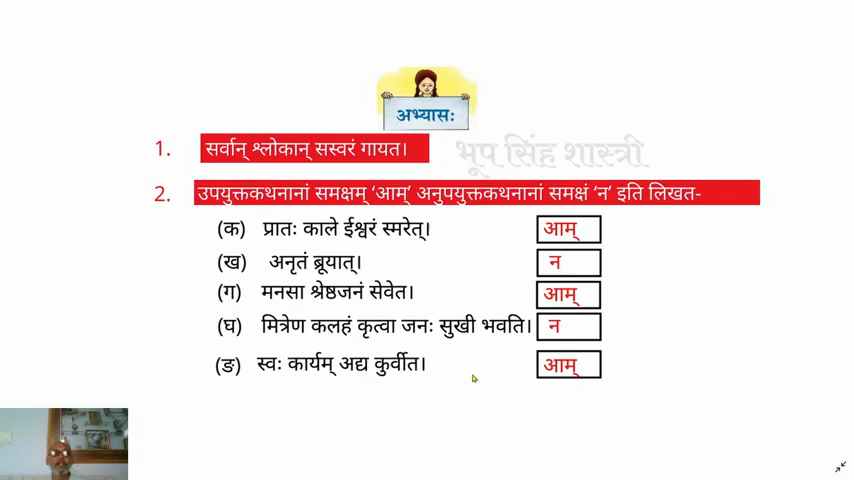 अभ्यासः
भूप सिंह शास्त्री
1. सर्वान् श्लोकान् सस्वरं गायत।
2. उपयुक्तकथनानां समक्षम् ‘आम्’ अनुपयुक्तकथनानां समक्षं ‘न’ इति लिखत-
(क) प्रातः काले ईश्वरं स्मरेत्। आम्
(ख) अनृतं ब्रूयात्। न
(ग) मनसा श्रेष्ठजनं सेवेत। आम्
(घ) मित्रेण कलहं कृत्वा जनः सुखी भवति। न
(ङ) स्वः कार्यम् अद्य कुर्वीत। आम्